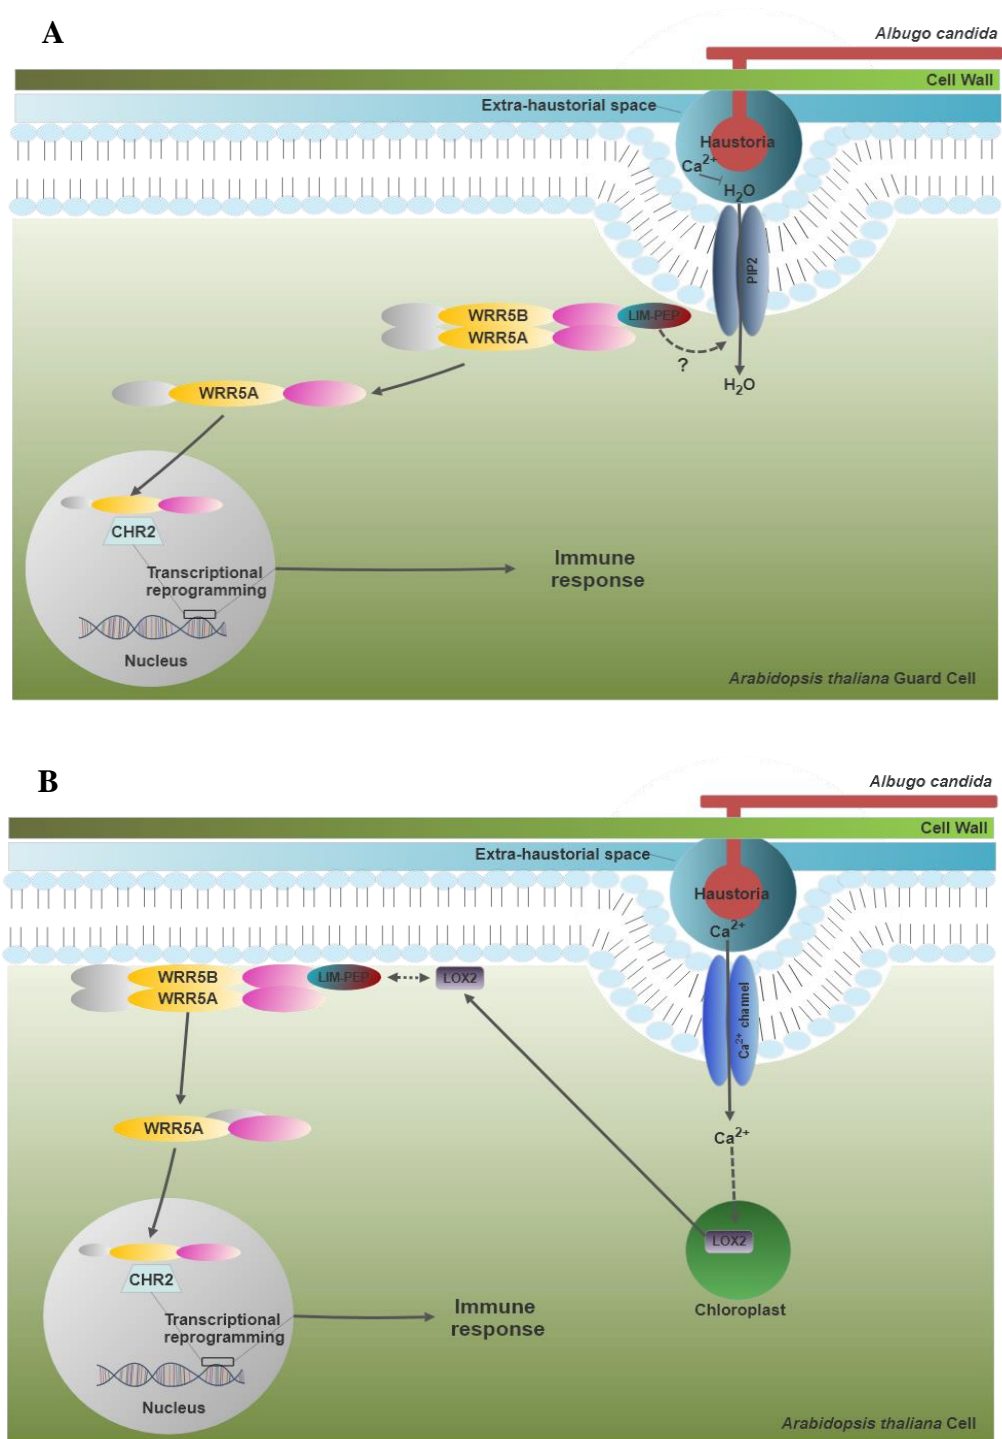 A
Albugo candida
Cell Wall
Extra-haustorial space
Haustoria
Ca²⁺
H₂O
PIP2
WRR5B
LIM-PEP
WRR5A
?
H₂O
WRR5A
CHR2
Transcriptional
reprogramming
Nucleus
Immune
response
Arabidopsis thaliana Guard Cell
B
Albugo candida
Cell Wall
Extra-haustorial space
Haustoria
Ca²⁺
WRR5B
LIM-PEP
LOX2
WRR5A
Ca²⁺ channel
WRR5A
Ca²⁺
LOX2
Chloroplast
CHR2
Transcriptional
reprogramming
Nucleus
Immune
response
Arabidopsis thaliana Cell